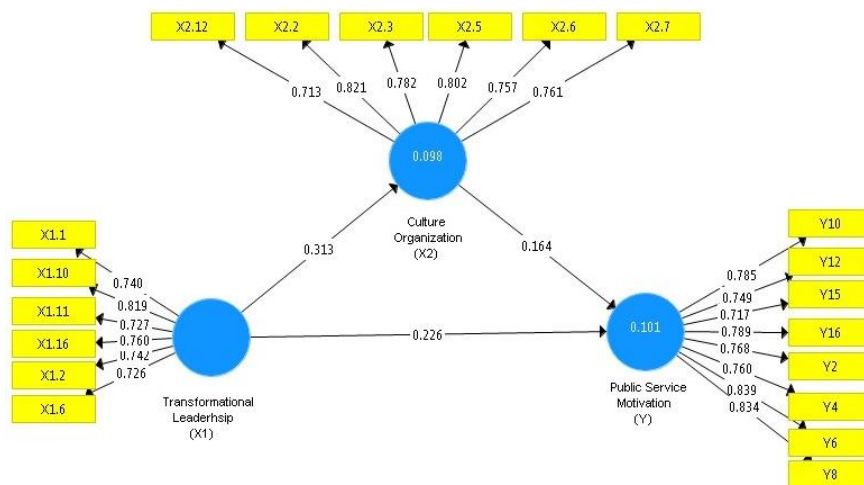 X2.12
X2.2
X2.3
X2.5
X2.6
X2.7
0.713
0.821
0.782
0.802
0.757
0.761
0.098
Culture
Organization
(X2)
0.313
0.164
X1.1
X1.10
X1.11
X1.16
X1.2
X1.6
0.740
0.819
0.727
0.760
0.742
0.726
Transformational
Leaderhsip
(X1)
0.226
0.101
Public Service
Motivation
(Y)
0.785
0.749
0.717
0.789
0.768
0.760
0.839
0.834
Y10
Y12
Y15
Y16
Y2
Y4
Y6
Y8